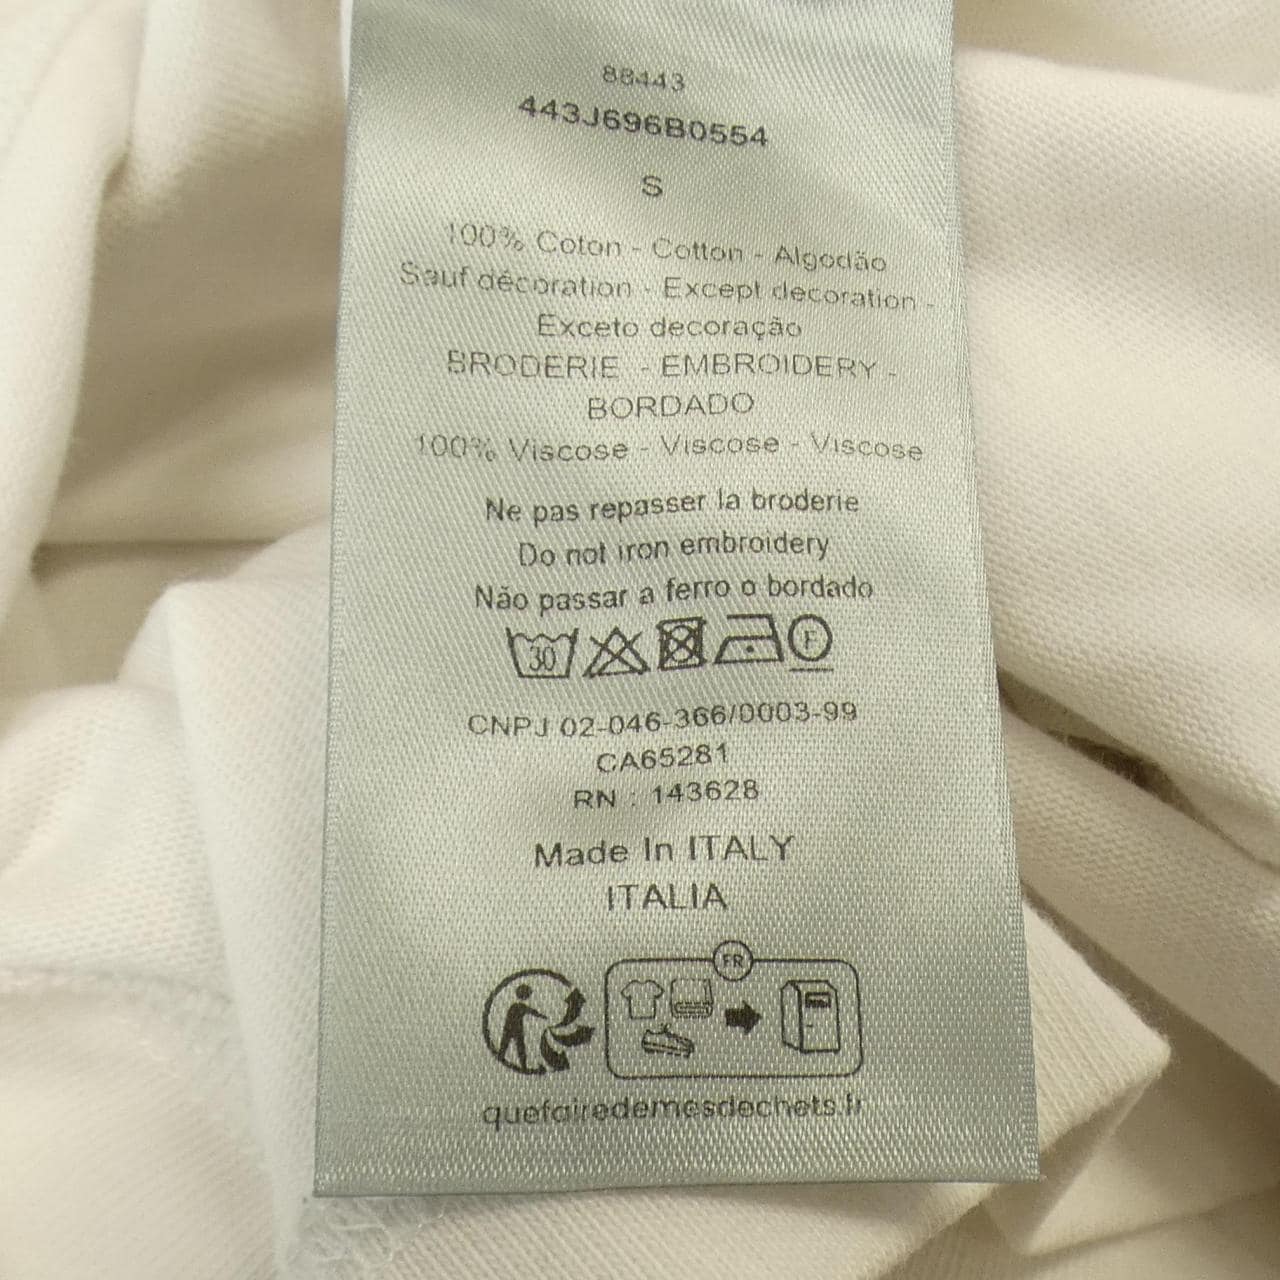 88443
443J696B0554
S
100% Coton - Cotton - Algodão
Sauf décoration - Except decoration -
Exceto decoração
BRODERIE - EMBROIDERY -
BORDADO
100% Viscose - Viscose - Viscose
Ne pas repasser la broderie
Do not iron embroidery
Não passar a ferro o bordado
30 F
CNPJ 02-046-366/0003-99
CA65281
RN : 143628
Made In ITALY
ITALIA
FR
quefairedemesdechets.fr